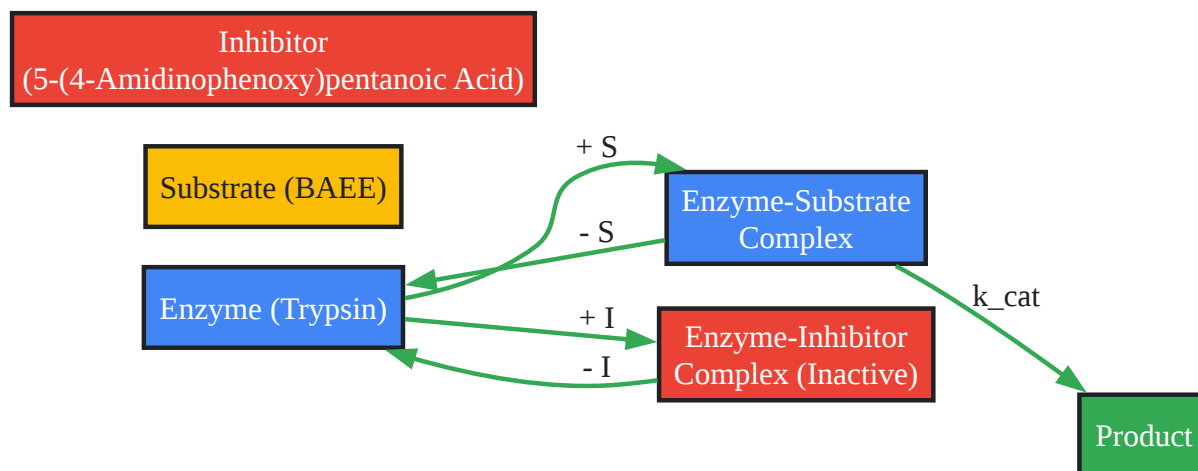 Inhibitor
(5-(4-Amidinophenoxy)pentanoic Acid)
Substrate (BAEE)
+ S
Enzyme-Substrate
Complex
- S
Enzyme (Trypsin)
k_cat
+ I
Enzyme-Inhibitor
Complex (Inactive)
- I
Product